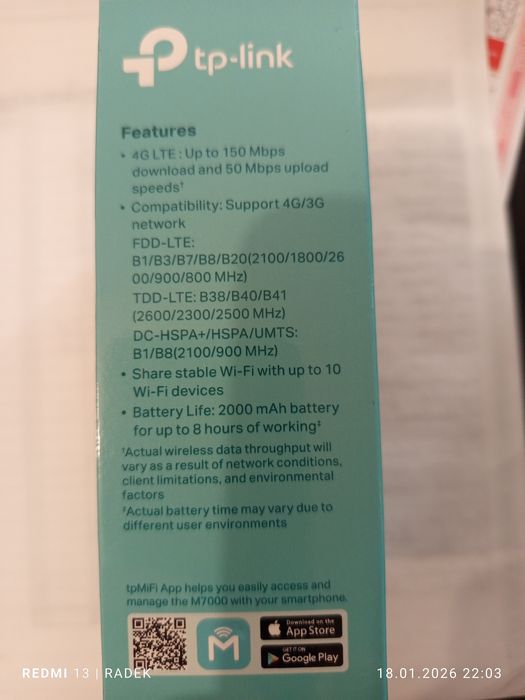 tp-link
Features
• 4G LTE : Up to 150 Mbps
download and 50 Mbps upload
speeds†
• Compatibility: Support 4G/3G
network
FDD-LTE:
B1/B3/B7/B8/B20(2100/1800/26
00/900/800 MHz)
TDD-LTE: B38/B40/B41
(2600/2300/2500 MHz)
DC-HSPA+/HSPA/UMTS:
B1/B8(2100/900 MHz)
• Share stable Wi-Fi with up to 10
Wi-Fi devices
• Battery Life: 2000 mAh battery
for up to 8 hours of working‡
†Actual wireless data throughput will
vary as a result of network conditions,
client limitations, and environmental
factors
‡Actual battery time may vary due to
different user environments
tpMiFi App helps you easily access and
manage the M7000 with your smartphone.
M
Download on the
App Store
GET IT ON
Google Play
REDMI 13 | RADEK
18.01.2026 22:03